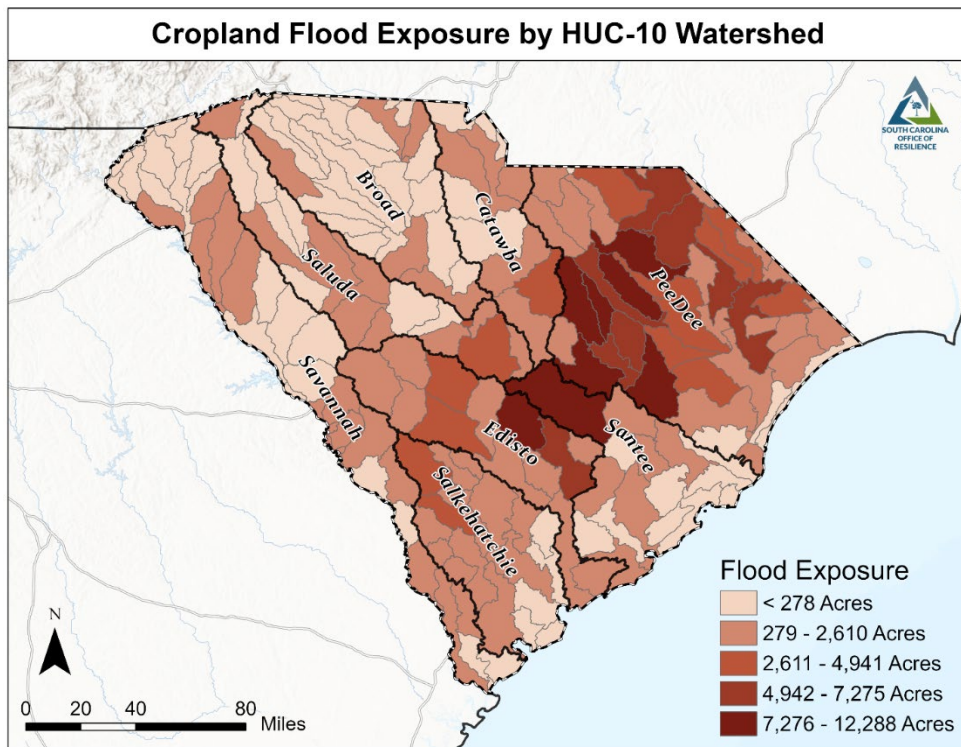 Cropland Flood Exposure by HUC-10 Watershed
SOUTH CAROLINA
OFFICE OF
RESILIENCE
Broad
Catawba
Saluda
PeeDee
Savannah
Edisto
Santee
Salkehatchie
Flood Exposure
< 278 Acres
279 - 2,610 Acres
2,611 - 4,941 Acres
4,942 - 7,275 Acres
7,276 - 12,288 Acres
N
0 20 40 80
Miles